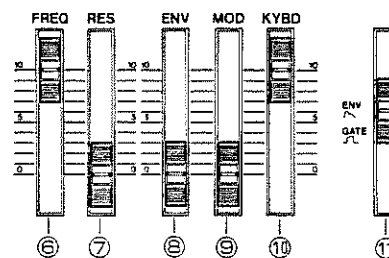 FREQ RES ENV MOD KYBD
10 10 10 10
5 5 5 5
ENV
GATE
0 0 0 0
⑥ ⑦ ⑧ ⑨ ⑩ ⑪